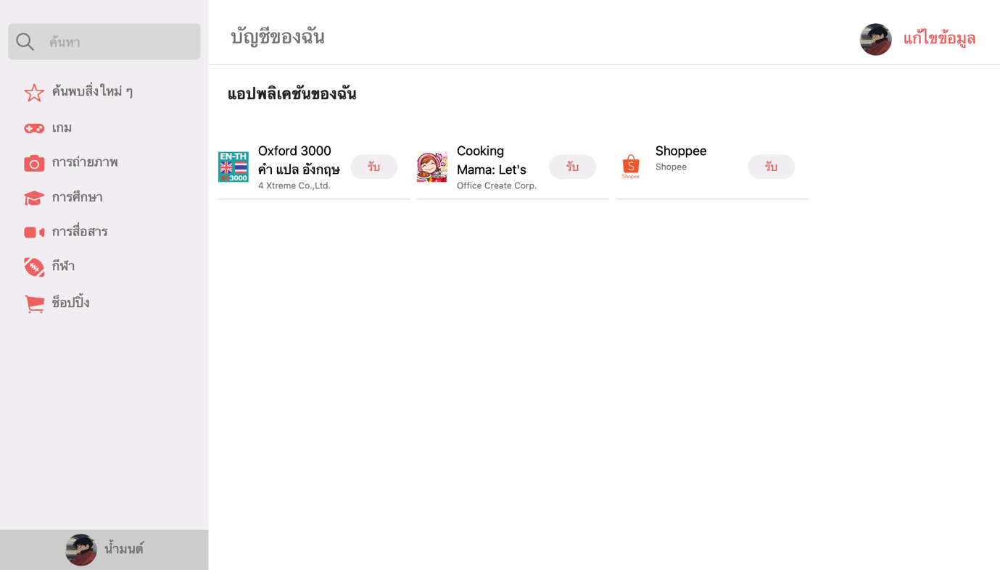 ค้นหา
ค้นพบสิ่งใหม่ ๆ
เกม
การถ่ายภาพ
การศึกษา
การสื่อสาร
กีฬา
ช็อปปิ้ง
น้ำมนต์
บัญชีของฉัน
แก้ไขข้อมูล
แอปพลิเคชันของฉัน
EN-TH
3000
Oxford 3000
คำ แปล อังกฤษ
4 Xtreme Co.,Ltd.
รับ
Cooking
Mama: Let's
Office Create Corp.
รับ
S
Shopee
Shoppee
Shopee
รับ